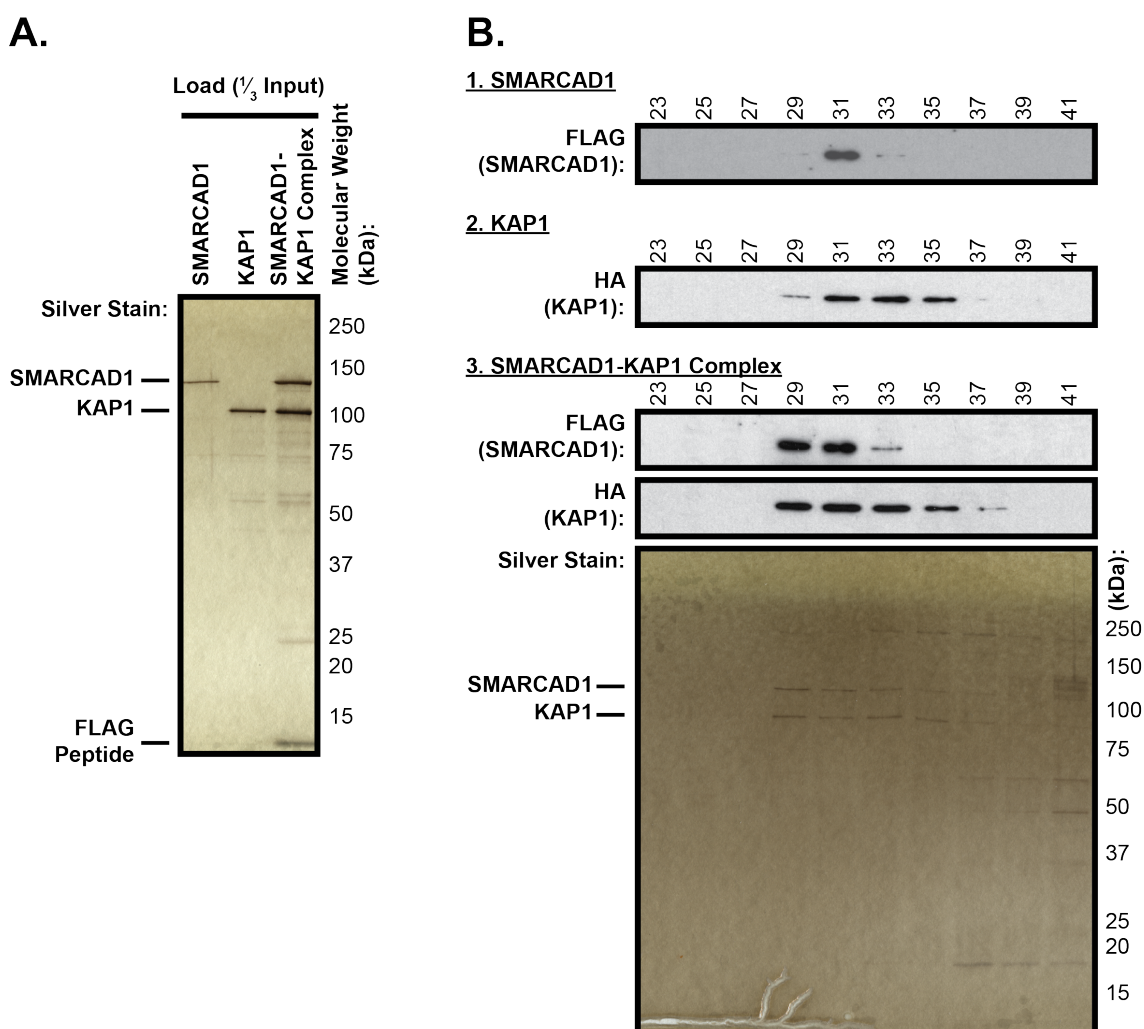 A.
Load (1/3 Input)
SMARCAD1
KAP1
SMARCAD1-
KAP1 Complex
Molecular Weight
(kDa):
Silver Stain:
250
SMARCAD1
150
KAP1
100
75
50
37
25
20
15
FLAG
Peptide
B.
1. SMARCAD1
23 25 27 29 31 33 35 37 39 41
FLAG
(SMARCAD1):
2. KAP1
23 25 27 29 31 33 35 37 39 41
HA
(KAP1):
3. SMARCAD1-KAP1 Complex
23 25 27 29 31 33 35 37 39 41
FLAG
(SMARCAD1):
HA
(KAP1):
Silver Stain:
(kDa):
250
150
SMARCAD1
100
KAP1
75
50
37
25
20
15